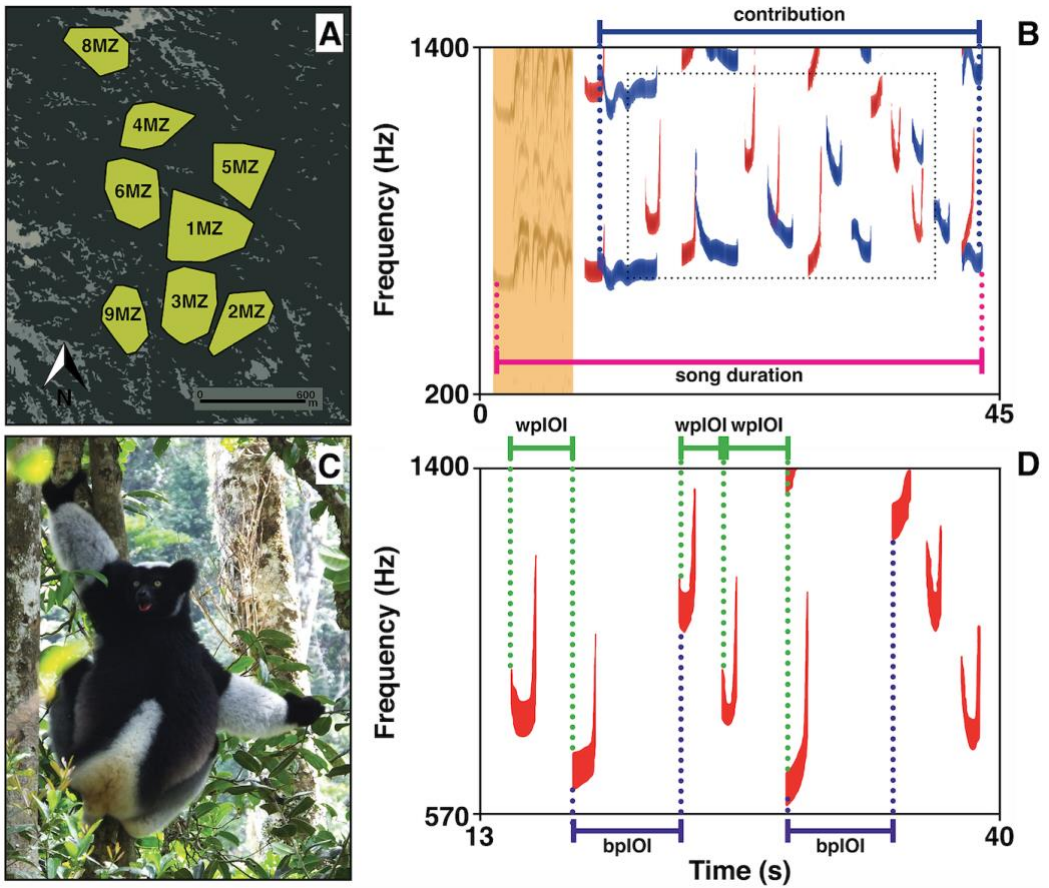 A
8MZ
4MZ
5MZ
6MZ
1MZ
3MZ
9MZ
2MZ
N
0 600
m
B
contribution
1400
Frequency (Hz)
song duration
200
0 45
C
D
wpIOI wpIOI wpIOI
1400
Frequency (Hz)
570
13 40
bpIOI bpIOI
Time (s)